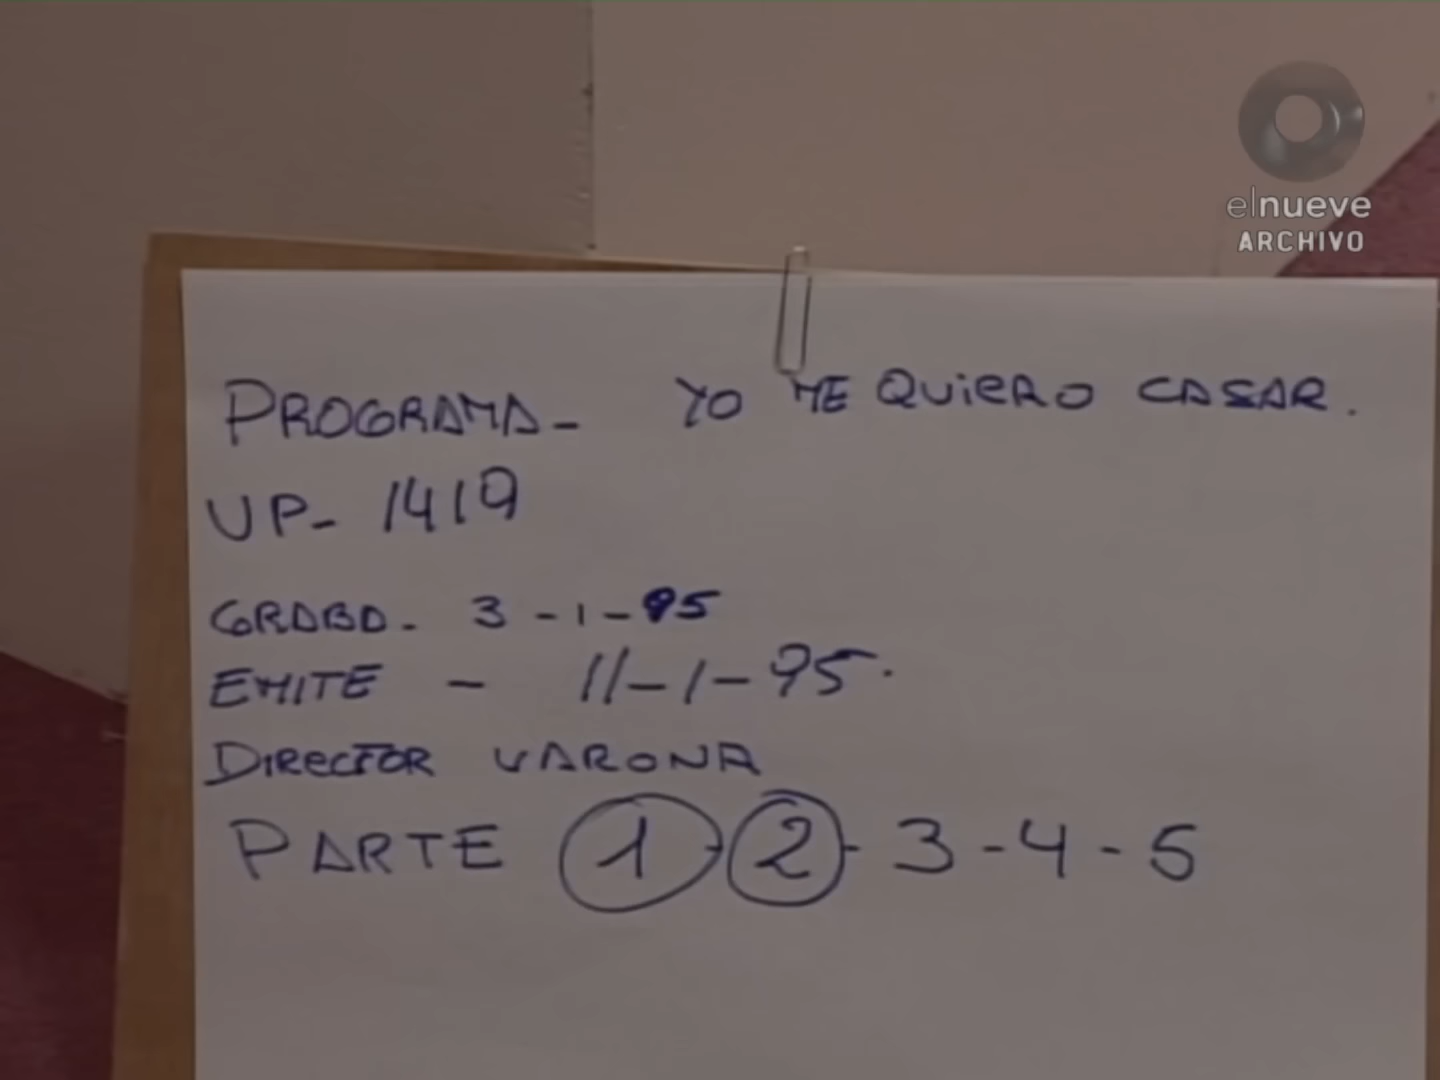 elnueve
ARCHIVO
PROGRAMA- YO ME QUIERO CASAR.
UP- 1419
GRABA- 3-1-95
EMITE - 11-1-95.
DIRECTOR VARONA
PARTE 1-2-3-4-5